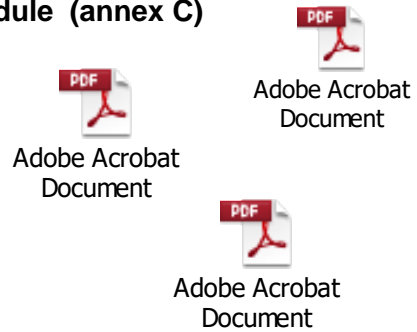 dule (annex C)
PDF
Adobe Acrobat
Document
PDF
Adobe Acrobat
Document
PDF
Adobe Acrobat
Document